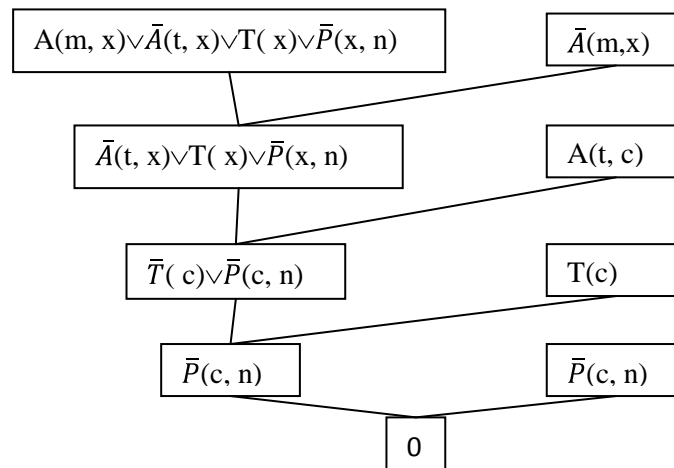 A(m, x)∨Ā(t, x)∨T( x)∨P̄(x, n)
Ā(m,x)
Ā(t, x)∨T( x)∨P̄(x, n)
A(t, c)
T̄( c)∨P̄(c, n)
T(c)
P̄(c, n)
P̄(c, n)
0